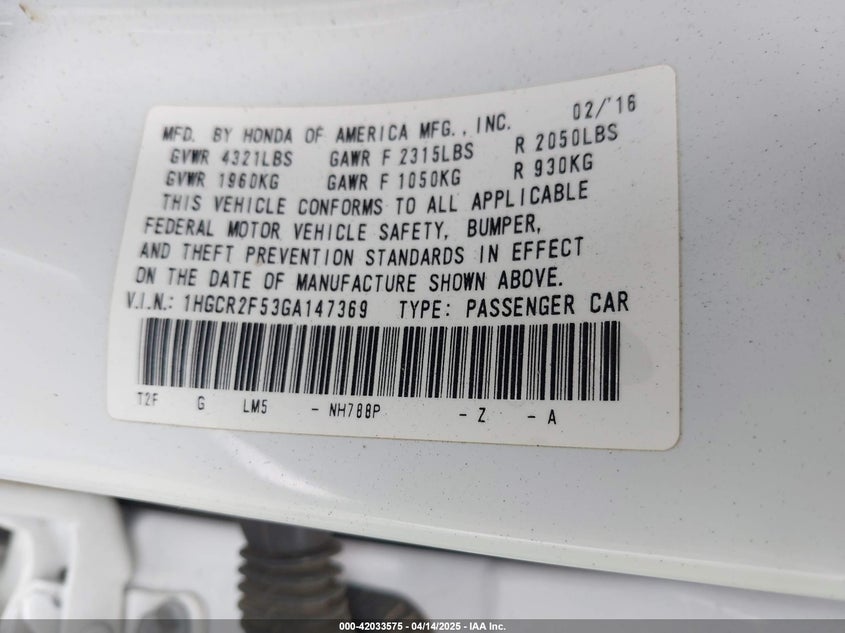 02/'16
MFD. BY HONDA OF AMERICA MFG., INC.
GVWR 4321LBS GAWR F 2315LBS R 2050LBS
GVWR 1960KG GAWR F 1050KG R 930KG
THIS VEHICLE CONFORMS TO ALL APPLICABLE
FEDERAL MOTOR VEHICLE SAFETY, BUMPER,
AND THEFT PREVENTION STANDARDS IN EFFECT
ON THE DATE OF MANUFACTURE SHOWN ABOVE.
V.I.N.: 1HGCR2F53GA147369 TYPE: PASSENGER CAR
T2F G LM5 - NH788P - Z - A
000-42033575 - 04/14/2025 - IAA Inc.